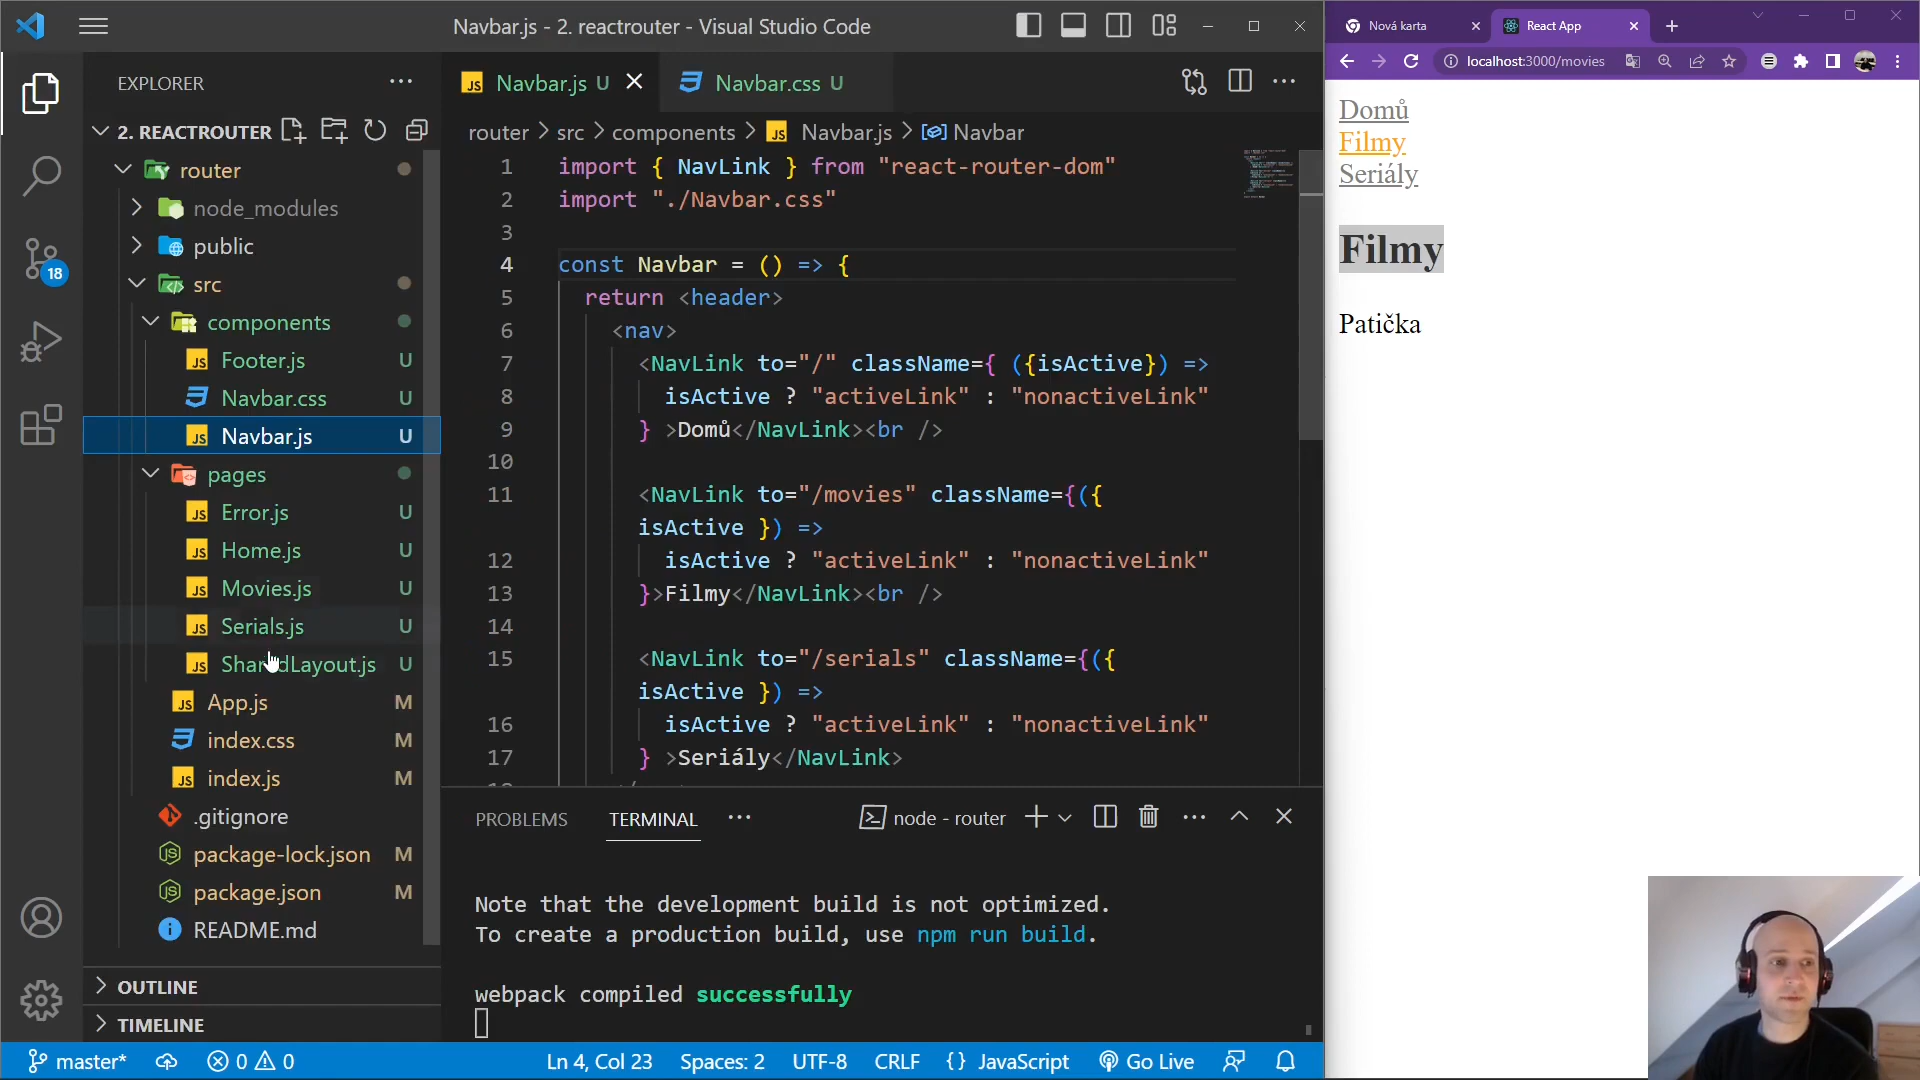 Navbar.js - 2. reactrouter - Visual Studio Code
EXPLORER
2. REACTROUTER
router
node_modules
public
src
components
Footer.js U
Navbar.css U
Navbar.js U
pages
Error.js U
Home.js U
Movies.js U
Serials.js U
SharedLayout.js U
App.js M
index.css M
index.js M
.gitignore
package-lock.json M
package.json M
README.md
OUTLINE
TIMELINE
18
Navbar.js U
Navbar.css U
router > src > components > JS Navbar.js > Navbar
1 import { NavLink } from "react-router-dom"
2 import "./Navbar.css"
3
4 const Navbar = () => {
5 return <header>
6 <nav>
7 <NavLink to="/" className={ ({isActive}) =>
8 isActive ? "activeLink" : "nonactiveLink"
9 } >Domů</NavLink><br />
10
11 <NavLink to="/movies" className={({
isActive }) =>
12 isActive ? "activeLink" : "nonactiveLink"
13 }>Filmy</NavLink><br />
14
15 <NavLink to="/serials" className={({
isActive }) =>
16 isActive ? "activeLink" : "nonactiveLink"
17 } >Seriály</NavLink>
PROBLEMS TERMINAL node - router
Note that the development build is not optimized.
To create a production build, use npm run build.
webpack compiled successfully
master* 0 0 Ln 4, Col 23 Spaces: 2 UTF-8 CRLF {} JavaScript Go Live
Nová karta
React App
localhost:3000/movies
Domů
Filmy
Seriály
Filmy
Patička